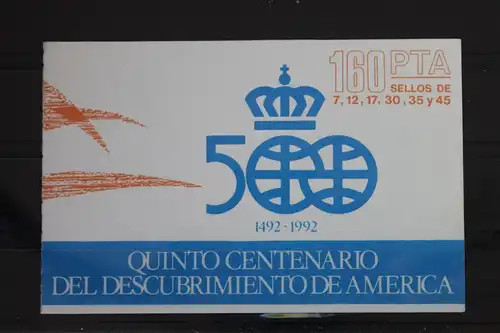 160 PTA
SELLOS DE
7, 12, 17, 30, 35 y 45
500
1492-1992
QUINTO CENTENARIO
DEL DESCUBRIMIENTO DE AMERICA